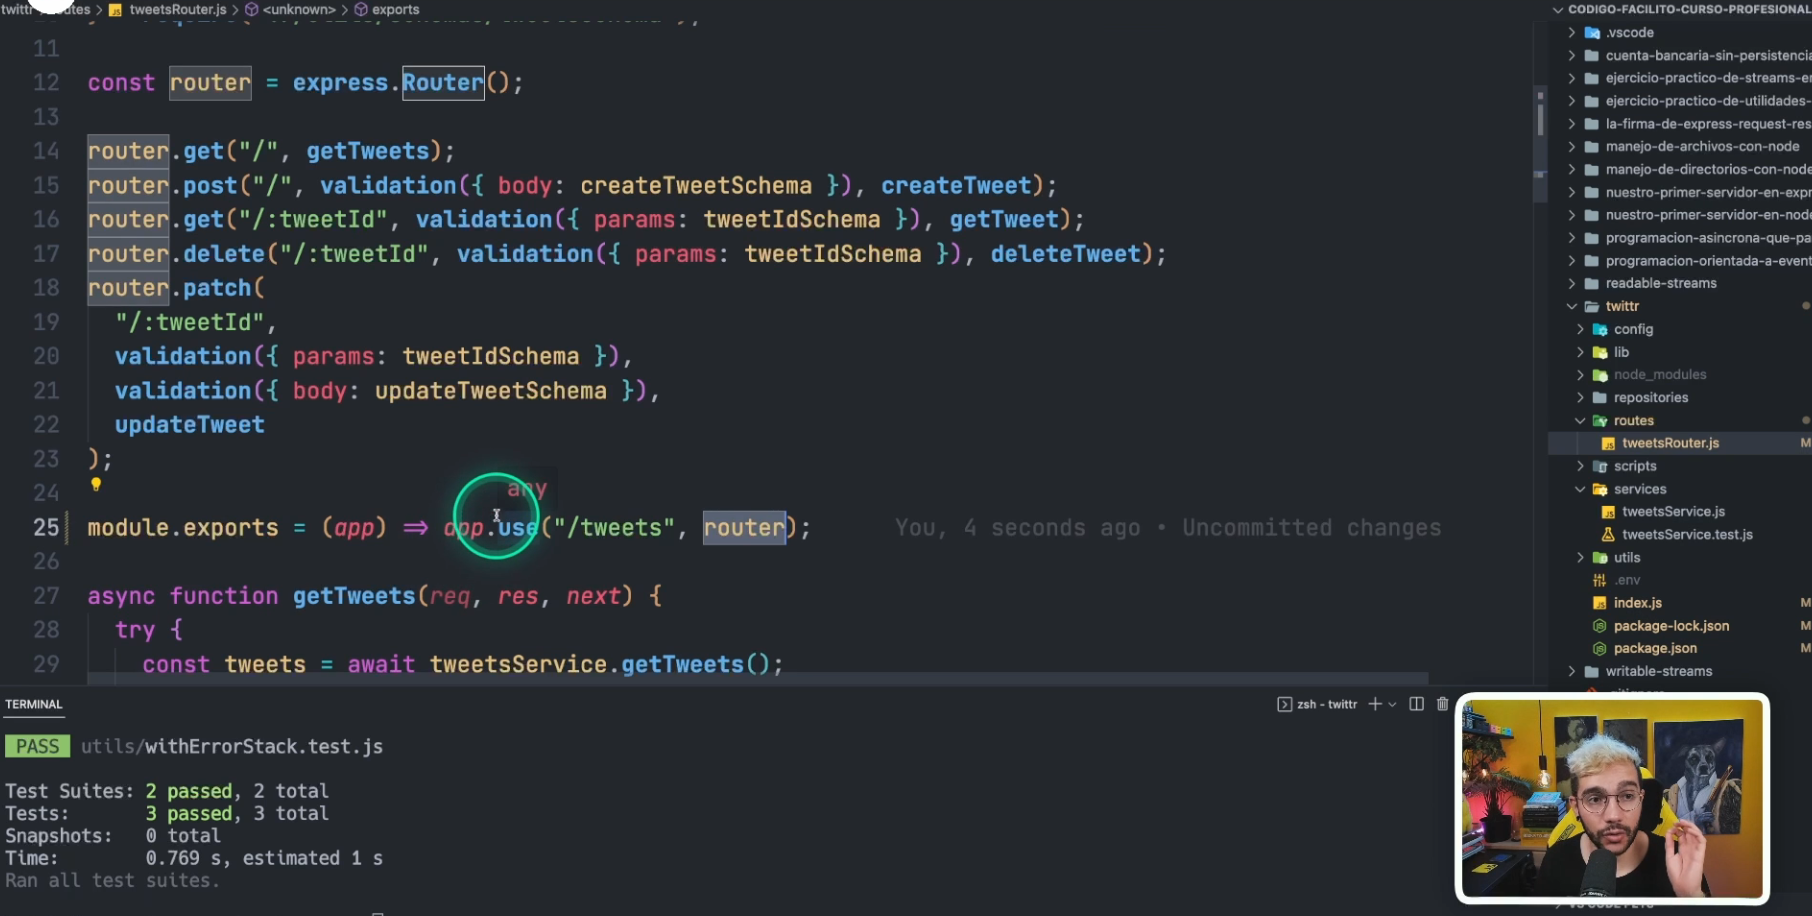 twittr > routes > tweetsRouter.js > <unknown> > exports
11
12 const router = express.Router();
13
14 router.get("/", getTweets);
15 router.post("/", validation({ body: createTweetSchema }), createTweet);
16 router.get("/:tweetId", validation({ params: tweetIdSchema }), getTweet);
17 router.delete("/:tweetId", validation({ params: tweetIdSchema }), deleteTweet);
18 router.patch(
19 "/:tweetId",
20 validation({ params: tweetIdSchema }),
21 validation({ body: updateTweetSchema }),
22 updateTweet
23 );
24
any
25 module.exports = (app) => app.use("/tweets", router); You, 4 seconds ago • Uncommitted changes
26
27 async function getTweets(req, res, next) {
28 try {
29 const tweets = await tweetsService.getTweets();
CODIGO-FACILITO-CURSO-PROFESIONAL
.vscode
cuenta-bancaria-sin-persistencia
ejercicio-practico-de-streams-en
ejercicio-practico-de-utilidades-
la-firma-de-express-request-res
manejo-de-archivos-con-node
manejo-de-directorios-con-node
nuestro-primer-servidor-en-expr
nuestro-primer-servidor-en-node
programacion-asincrona-que-pa
programacion-orientada-a-event
readable-streams
twittr
config
lib
node_modules
repositories
routes
tweetsRouter.js M
scripts
services
tweetsService.js
tweetsService.test.js
utils
.env
index.js M
package-lock.json M
package.json M
writable-streams
TERMINAL
zsh - twittr
PASS utils/withErrorStack.test.js
Test Suites: 2 passed, 2 total
Tests: 3 passed, 3 total
Snapshots: 0 total
Time: 0.769 s, estimated 1 s
Ran all test suites.